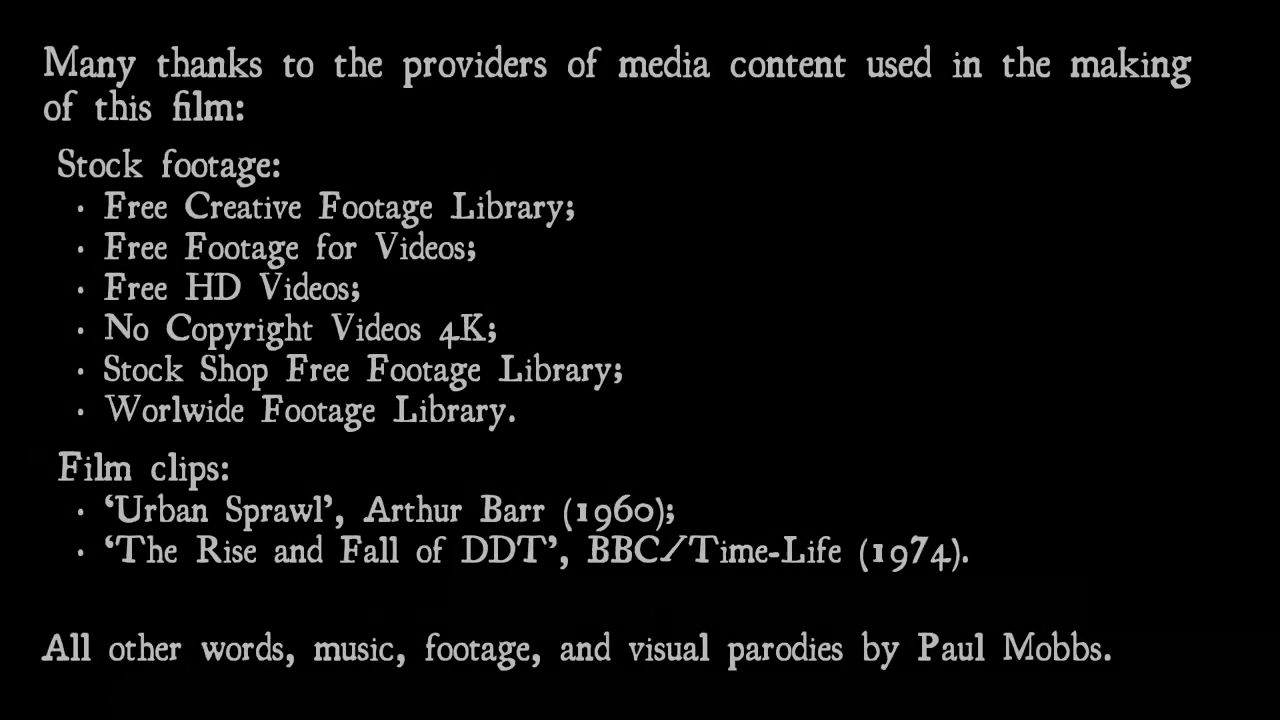 Many thanks to the providers of media content used in the making
of this film:
Stock footage:
· Free Creative Footage Library;
· Free Footage for Videos;
· Free HD Videos;
· No Copyright Videos 4K;
· Stock Shop Free Footage Library;
· Worlwide Footage Library.
Film clips:
· ‘Urban Sprawl’, Arthur Barr (1960);
· ‘The Rise and Fall of DDT’, BBC/Time-Life (1974).
All other words, music, footage, and visual parodies by Paul Mobbs.